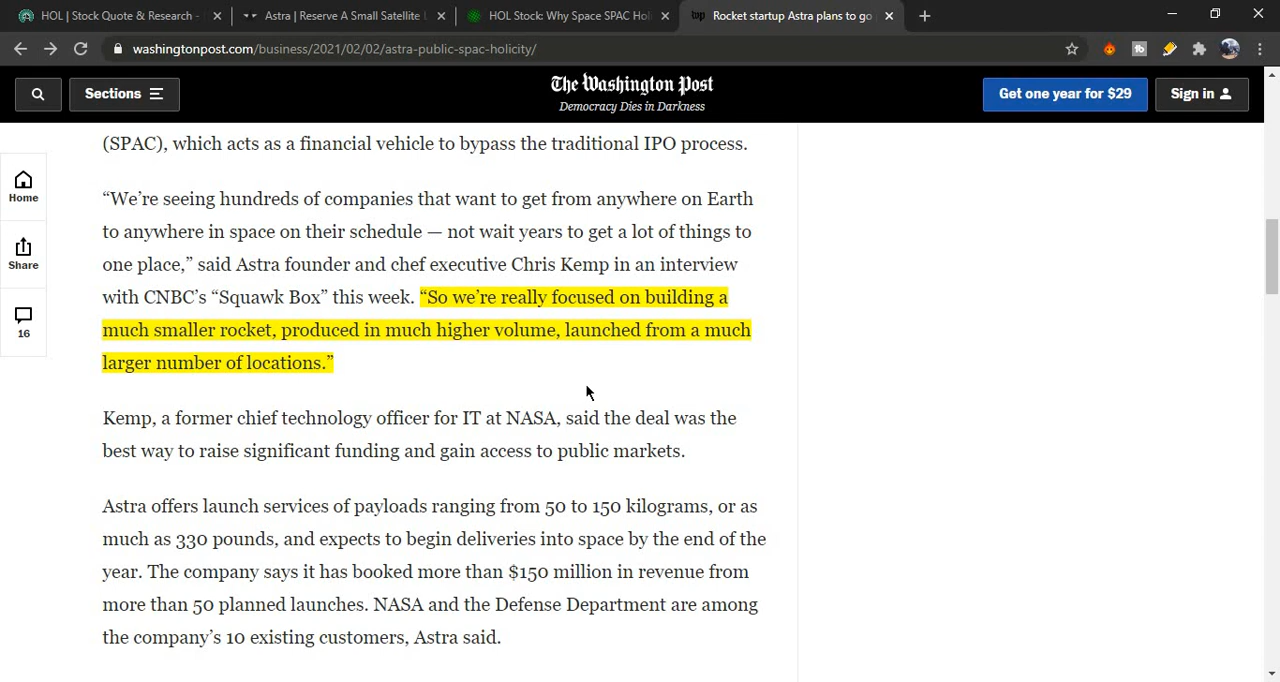 HOL | Stock Quote & Research -
Astra | Reserve A Small Satellite
HOL Stock: Why Space SPAC Hol
wp Rocket startup Astra plans to go
washingtonpost.com/business/2021/02/02/astra-public-spac-holicity/
Sections
The Washington Post
Democracy Dies in Darkness
Get one year for $29
Sign in
Home
Share
16
(SPAC), which acts as a financial vehicle to bypass the traditional IPO process.
“We’re seeing hundreds of companies that want to get from anywhere on Earth
to anywhere in space on their schedule — not wait years to get a lot of things to
one place,” said Astra founder and chef executive Chris Kemp in an interview
with CNBC’s “Squawk Box” this week. “So we’re really focused on building a
much smaller rocket, produced in much higher volume, launched from a much
larger number of locations.”
Kemp, a former chief technology officer for IT at NASA, said the deal was the
best way to raise significant funding and gain access to public markets.
Astra offers launch services of payloads ranging from 50 to 150 kilograms, or as
much as 330 pounds, and expects to begin deliveries into space by the end of the
year. The company says it has booked more than $150 million in revenue from
more than 50 planned launches. NASA and the Defense Department are among
the company’s 10 existing customers, Astra said.